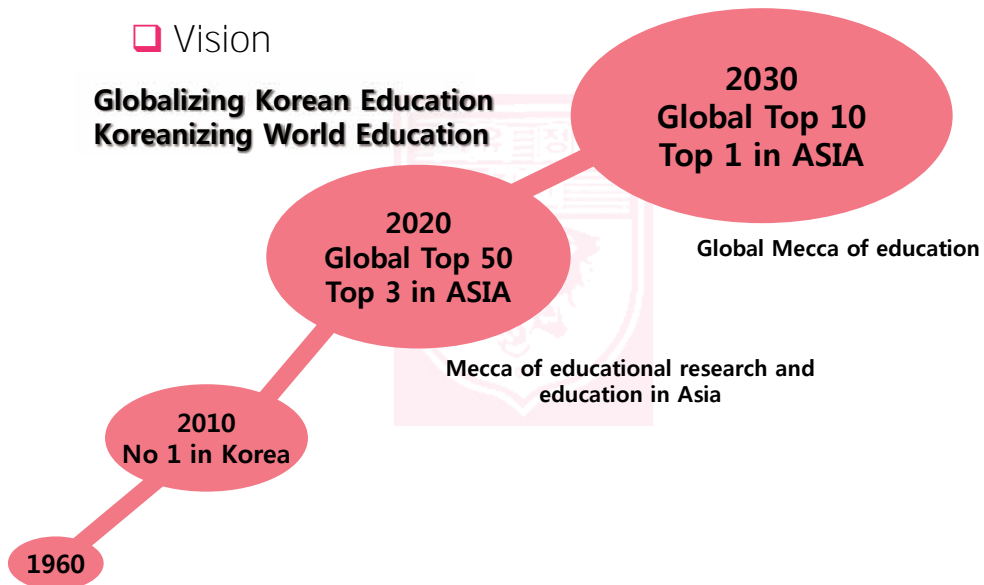 Vision
Globalizing Korean Education
Koreanizing World Education
2030
Global Top 10
Top 1 in ASIA
2020
Global Top 50
Top 3 in ASIA
Global Mecca of education
Mecca of educational research and
education in Asia
2010
No 1 in Korea
1960